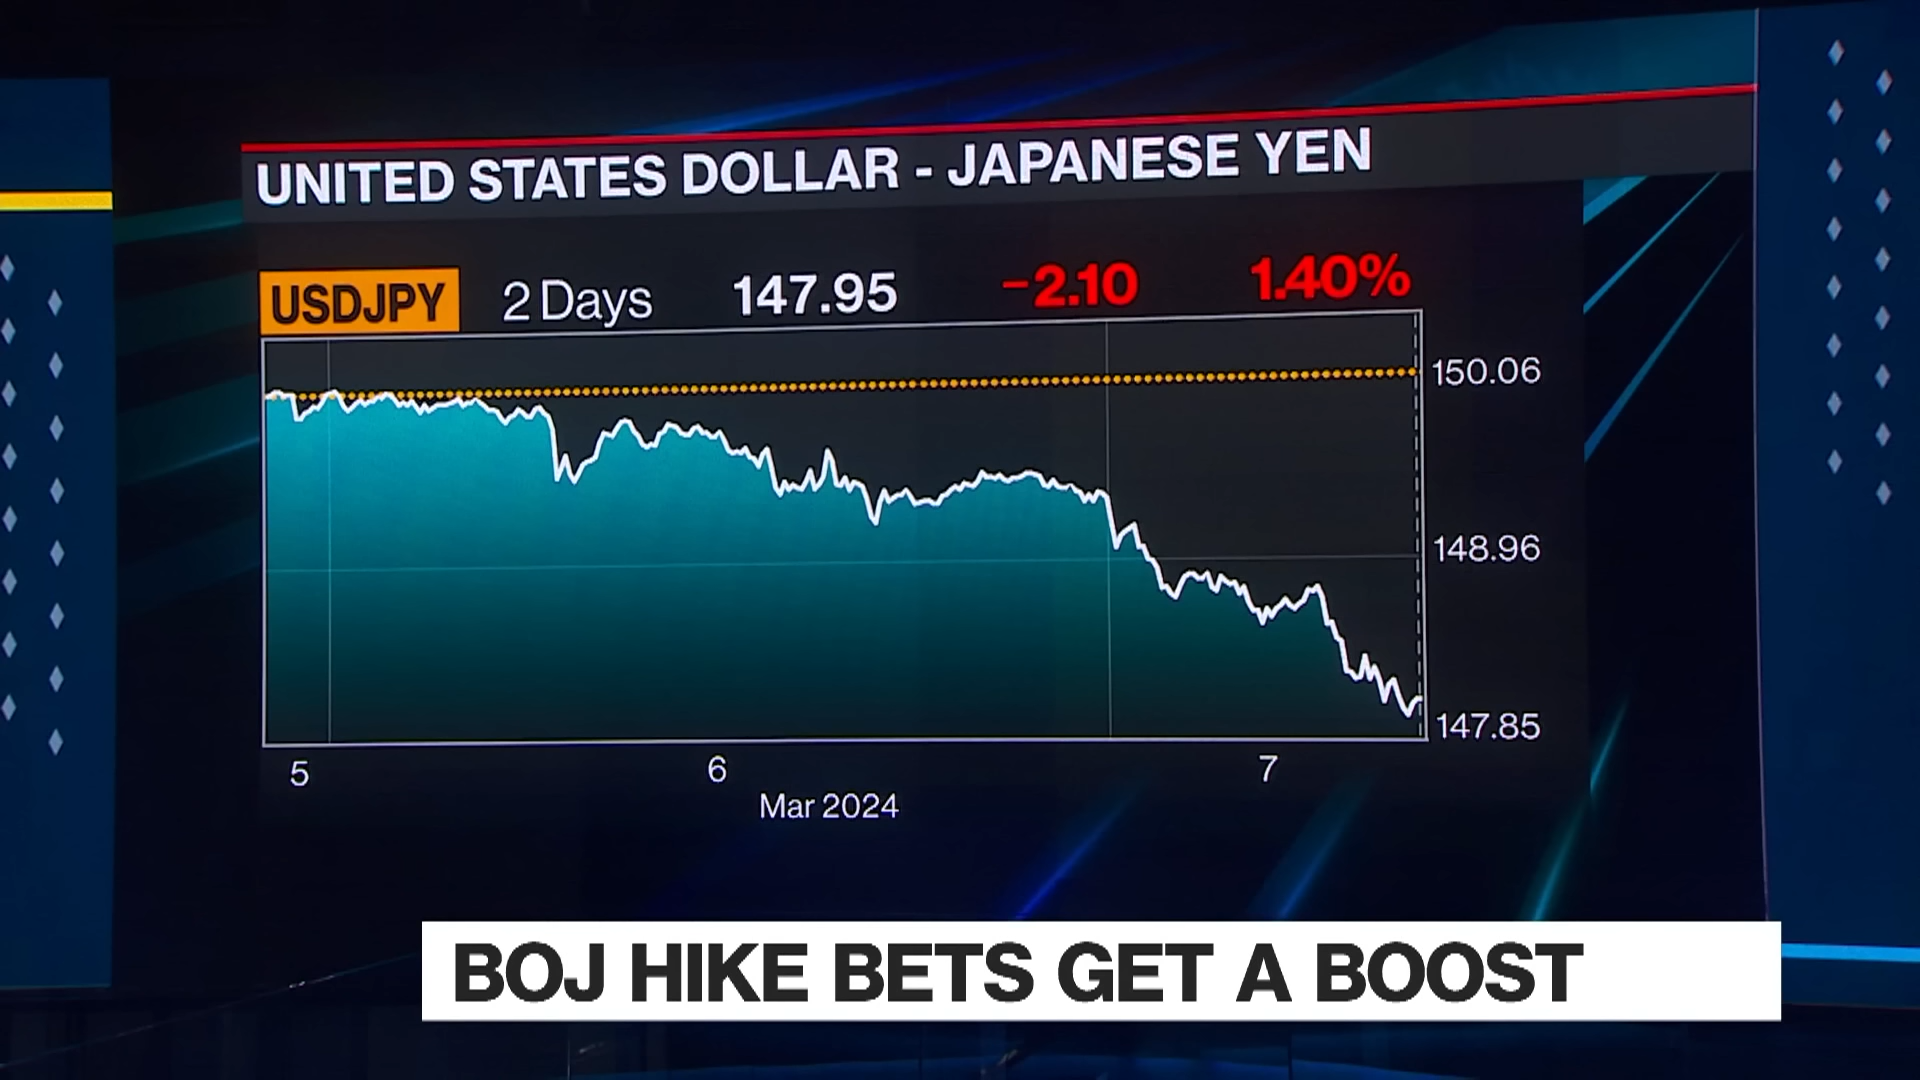 UNITED STATES DOLLAR - JAPANESE YEN
USDJPY 2 Days 147.95 -2.10 1.40%
150.06
148.96
147.85
5 6 7
Mar 2024
BOJ HIKE BETS GET A BOOST